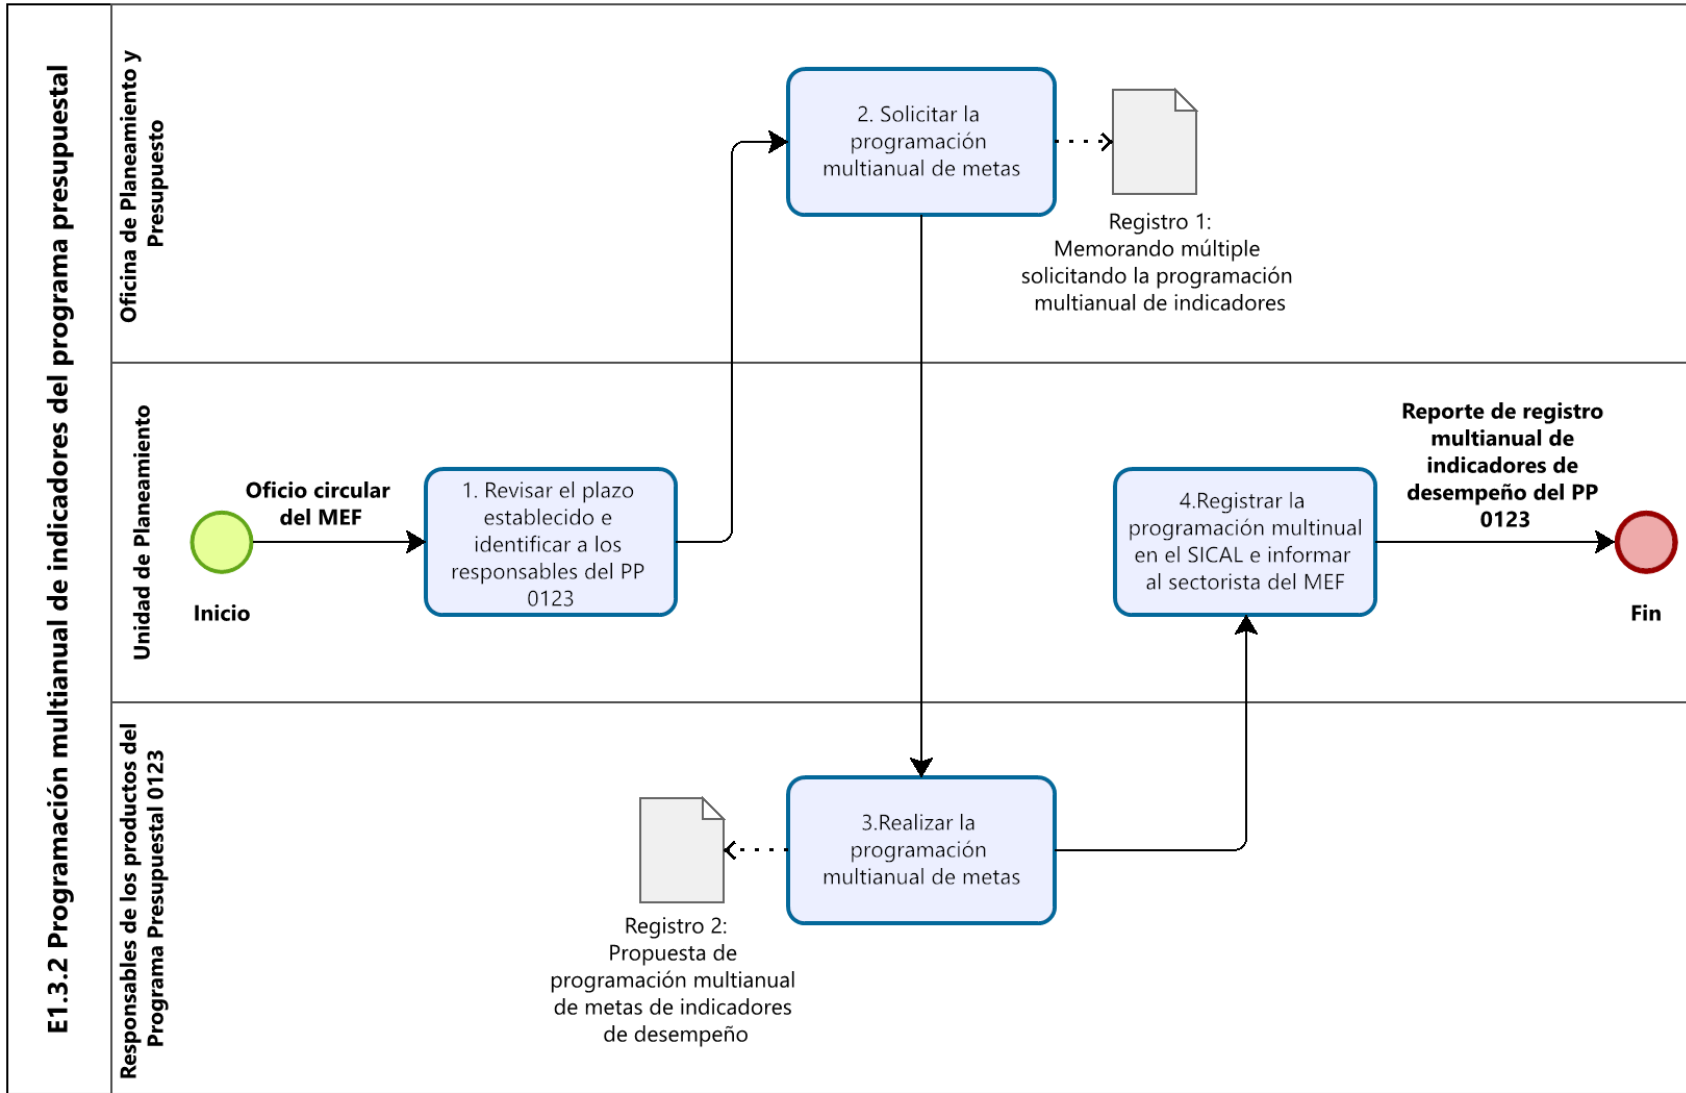 E1.3.2 Programación multianual de indicadores del programa presupuestal
Oficina de Planeamiento y
Presupuesto
2. Solicitar la
programación
multianual de metas
Registro 1:
Memorando múltiple
solicitando la programación
multianual de indicadores
Unidad de Planeamiento
Inicio
Oficio circular
del MEF
1. Revisar el plazo
establecido e
identificar a los
responsables del PP
0123
4.Registrar la
programación multinual
en el SICAL e informar
al sectorista del MEF
Reporte de registro
multianual de
indicadores de
desempeño del PP
0123
Fin
Responsables de los productos del
Programa Presupuestal 0123
Registro 2:
Propuesta de
programación multianual
de metas de indicadores
de desempeño
3.Realizar la
programación
multianual de metas